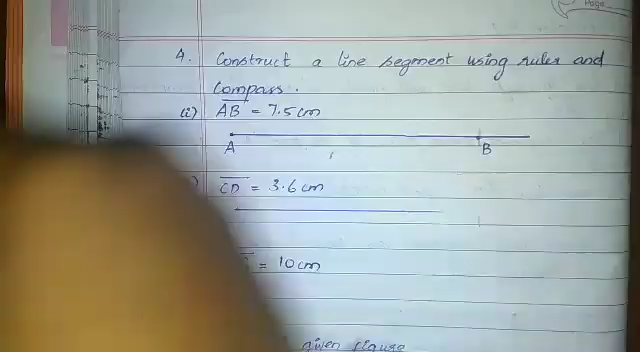 Page
4. Construct a line segment using ruler and
compass.
(i) AB = 7.5cm
A B
) CD = 3.6cm
= 10cm
given figure